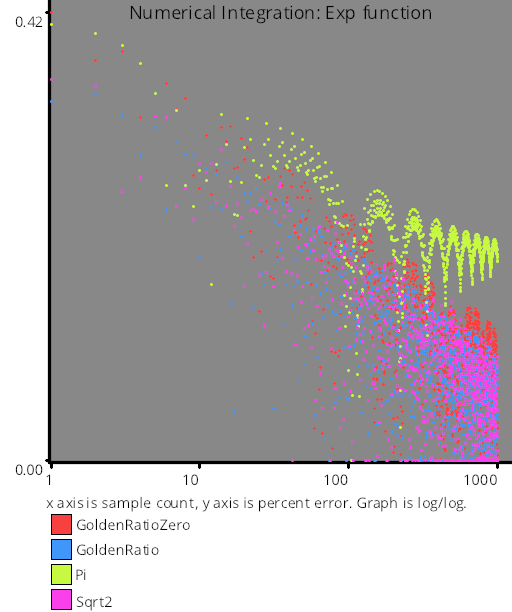 Numerical Integration: Exp function
0.42
0.00
1 10 100 1000
x axis is sample count, y axis is percent error. Graph is log/log.
GoldenRatioZero
GoldenRatio
Pi
Sqrt2